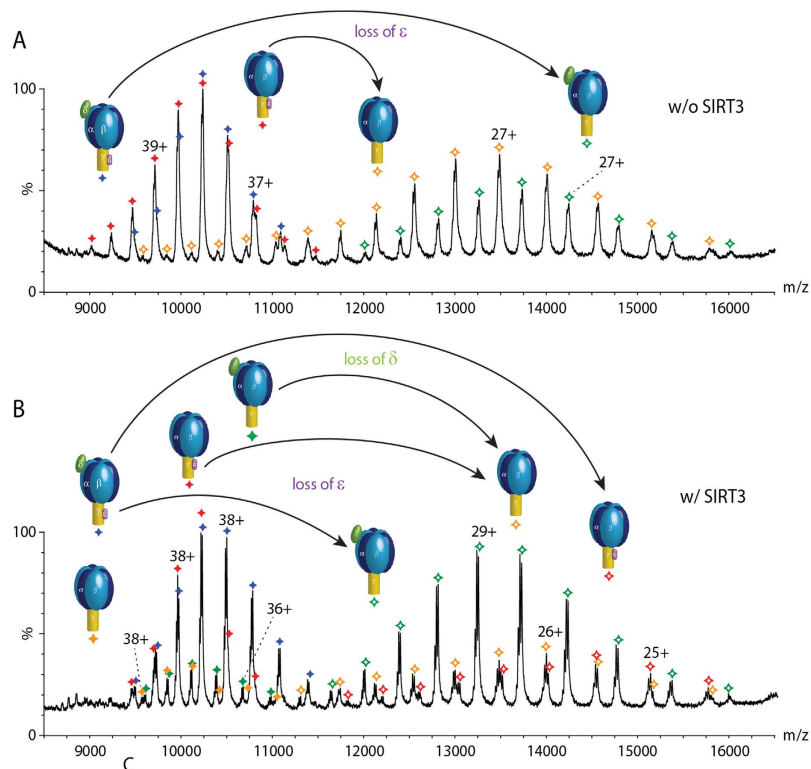 A
loss of ε
w/o SIRT3
100
39+
37+
27+
27+
%
0
9000 10000 11000 12000 13000 14000 15000 16000 m/z
α β
B
loss of δ
loss of ε
w/ SIRT3
100
38+
38+
29+
38+
36+
26+
25+
%
0
9000 10000 11000 12000 13000 14000 15000 16000 m/z
α β
C